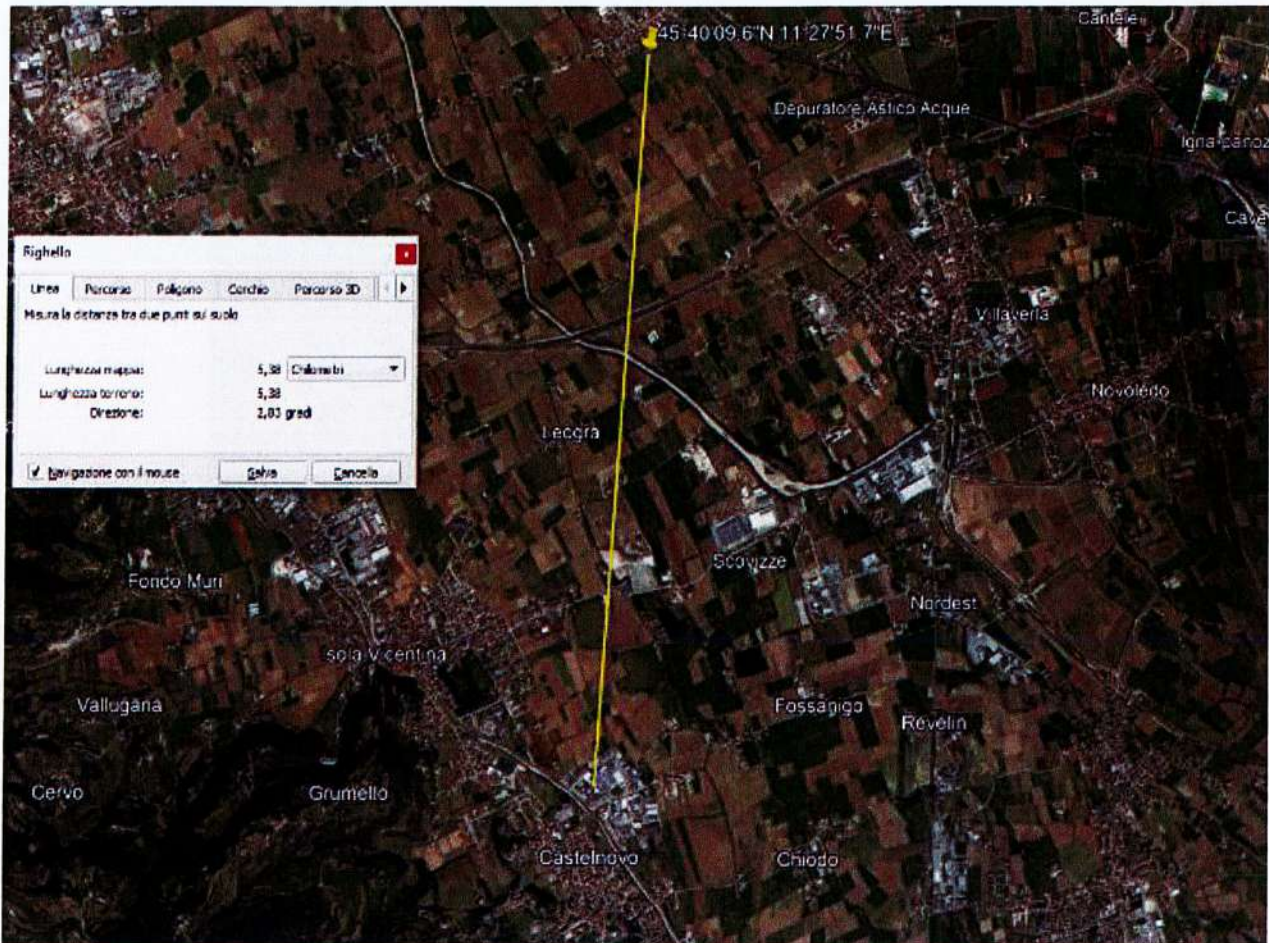 Cantele
45°40'09.6"N 11°27'51.7"E
Depuratore Astico Acque
Cave
Righello
Linea Percorso Poligono Cerchio Percorso 3D
Misura la distanza tra due punti sul suolo
Lunghezza mappa: 5,38 Chilometri
Lunghezza terreno: 5,38
Direzione: 2,03 gradi
Navigazione con il mouse Salva Cancella
Villaverla
Novoledo
Leogra
Scovizze
Fondo Muri
Nordest
sola Vicentina
Vallugana
Fossanigo
Revelin
Cervo
Grumello
Castelnovo
Chiodo